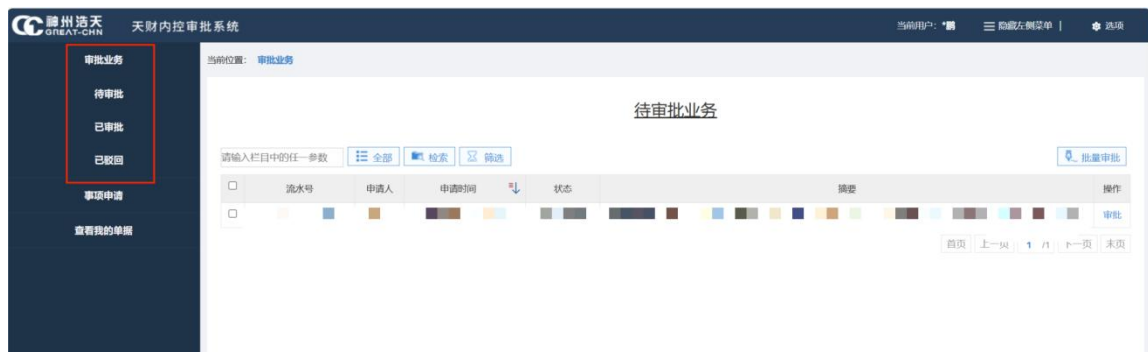 神州浩天
GREAT-CHN
天财内控审批系统
当前用户：*鹏
隐藏左侧菜单 |
选项
审批业务
待审批
已审批
已驳回
事项申请
查看我的单据
当前位置： 审批业务
待审批业务
请输入栏目中的任一参数 全部 检索 筛选 批量审批
流水号 申请人 申请时间 状态 摘要 操作
审批
首页 上一页 1 /1 下一页 末页